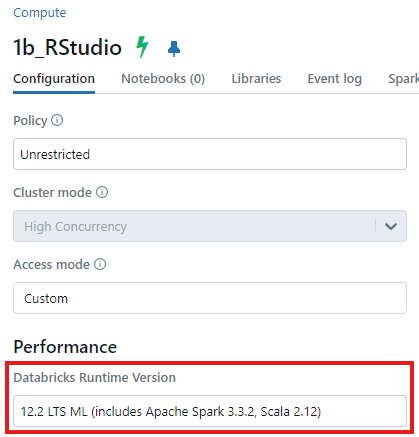 Compute
1b_RStudio
Configuration Notebooks (0) Libraries Event log Spark
Policy
Unrestricted
Cluster mode
High Concurrency
Access mode
Custom
Performance
Databricks Runtime Version
12.2 LTS ML (includes Apache Spark 3.3.2, Scala 2.12)